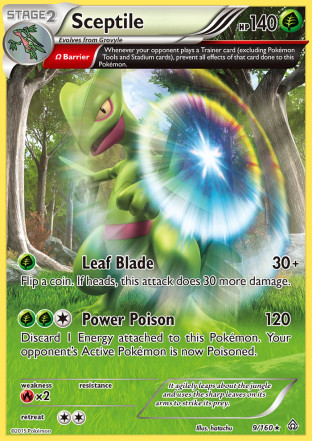 STAGE 2 Sceptile HP 140
Evolves from Grovyle
Ω Barrier
Whenever your opponent plays a Trainer card (excluding Pokémon
Tools and Stadium cards), prevent all effects of that card done to this
Pokémon.
Leaf Blade 30+
Flip a coin. If heads, this attack does 30 more damage.
Power Poison 120
Discard 1 Energy attached to this Pokémon. Your
opponent's Active Pokémon is now Poisoned.
weakness resistance
×2
retreat
It agilely leaps about the jungle
and uses the sharp leaves on its
arms to strike its prey.
©2015 Pokémon
Illus. hatachu
9/160